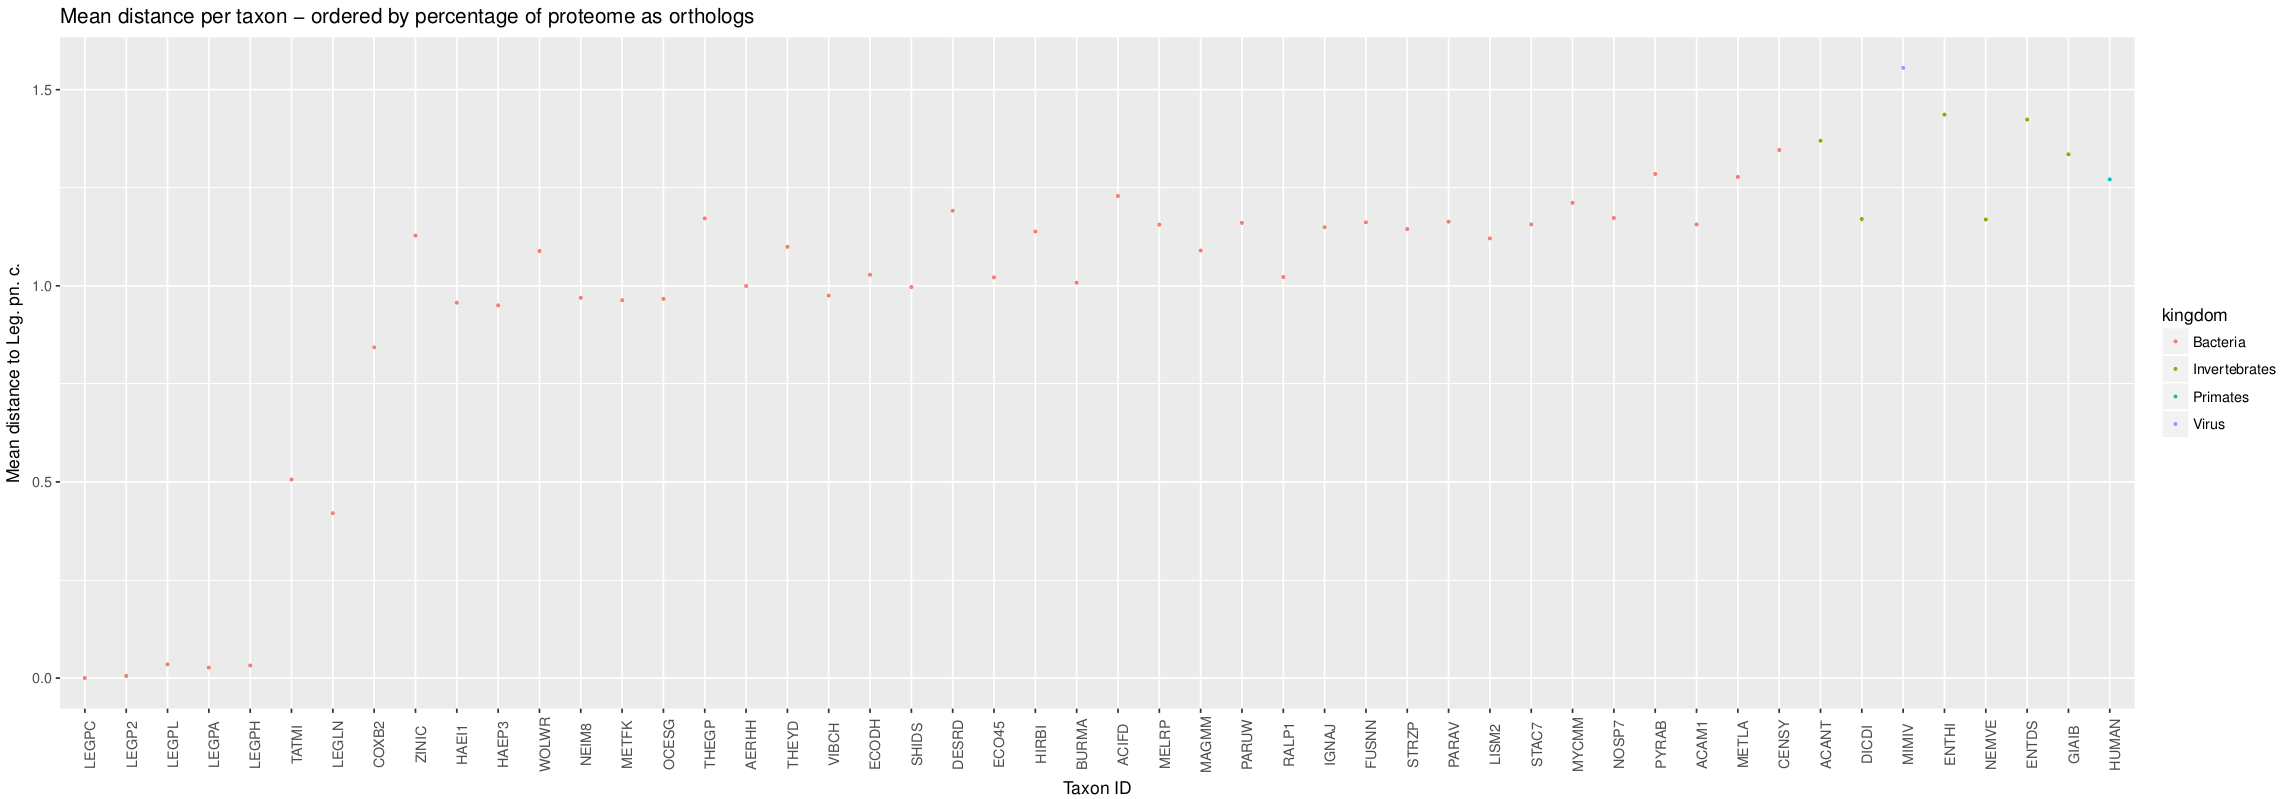 Mean distance per taxon − ordered by percentage of proteome as orthologs
Mean distance to Leg. pn. c.
1.5
1.0
0.5
0.0
LEGPC
LEGP2
LEGPL
LEGPA
LEGPH
TATMI
LEGLN
COXB2
ZINIC
HAEI1
HAEP3
WOLWR
NEIM8
METFK
OCESG
THEGP
AERHH
THEYD
VIBCH
ECODH
SHIDS
DESRD
ECO45
HIRBI
BURMA
ACIFD
MELRP
MAGMM
PARUW
RALP1
IGNAJ
FUSNN
STRZP
PARAV
LISM2
STAC7
MYCMM
NOSP7
PYRAB
ACAM1
METLA
CENSY
ACANT
DICDI
MIMIV
ENTHI
NEMVE
ENTDS
GIAIB
HUMAN
Taxon ID
kingdom
Bacteria
Invertebrates
Primates
Virus